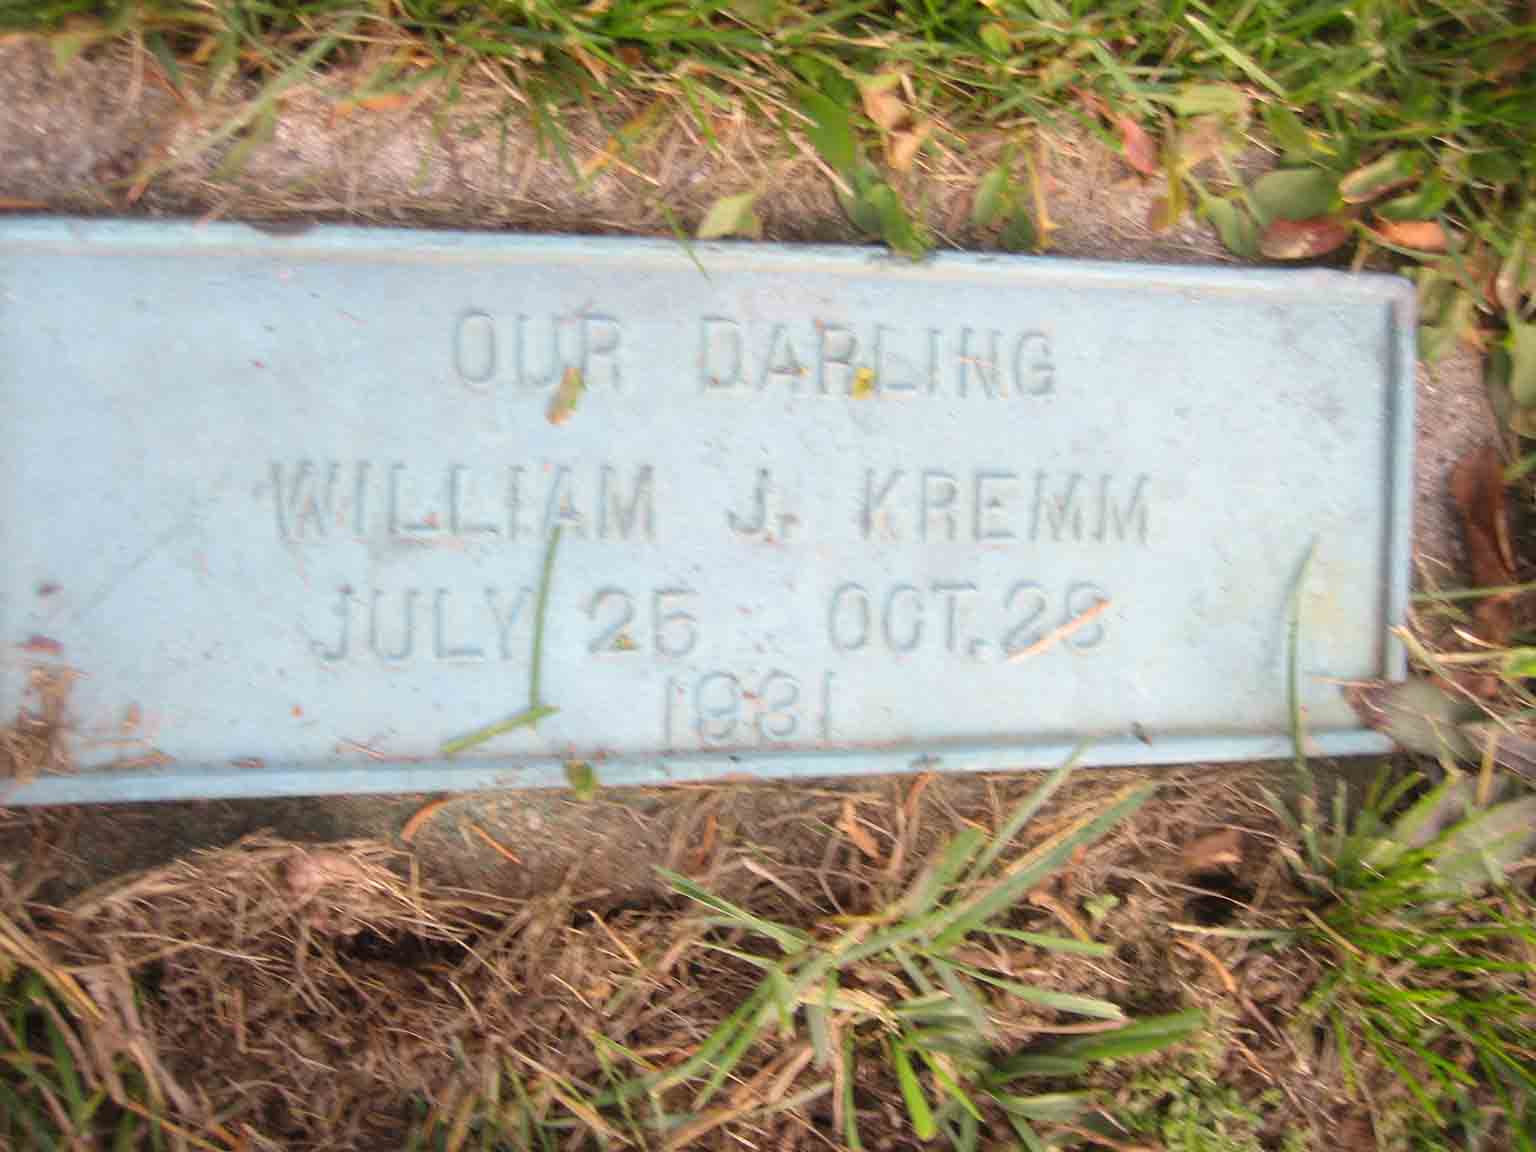 OUR DARLING
WILLIAM J. KREMM
JULY 25 OCT. 28
1931